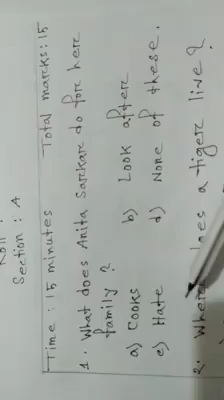 Section : A
Time : 15 minutes Total marks : 15
1. What does Anita Sarkar do for her
family ?
a) Cooks b) Look after
c) Hate d) None of these.
2. Where does a tiger live ?